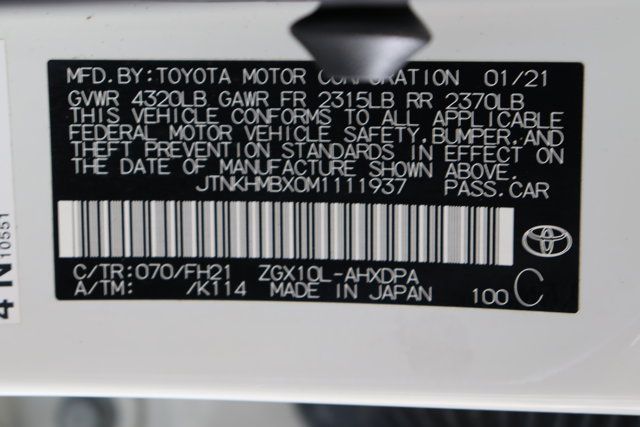 MFD.BY:TOYOTA MOTOR CORPORATION 01/21
GVWR 4320LB GAWR FR 2315LB RR 2370LB
THIS VEHICLE CONFORMS TO ALL APPLICABLE
FEDERAL MOTOR VEHICLE SAFETY,BUMPER,AND
THEFT PREVENTION STANDARDS IN EFFECT ON
THE DATE OF MANUFACTURE SHOWN ABOVE.
JTNKHMBX0M1111937 PASS.CAR
C/TR:070/FH21 ZGX10L-AHXDPA
A/TM: /K114 MADE IN JAPAN 100 C
4N
10551